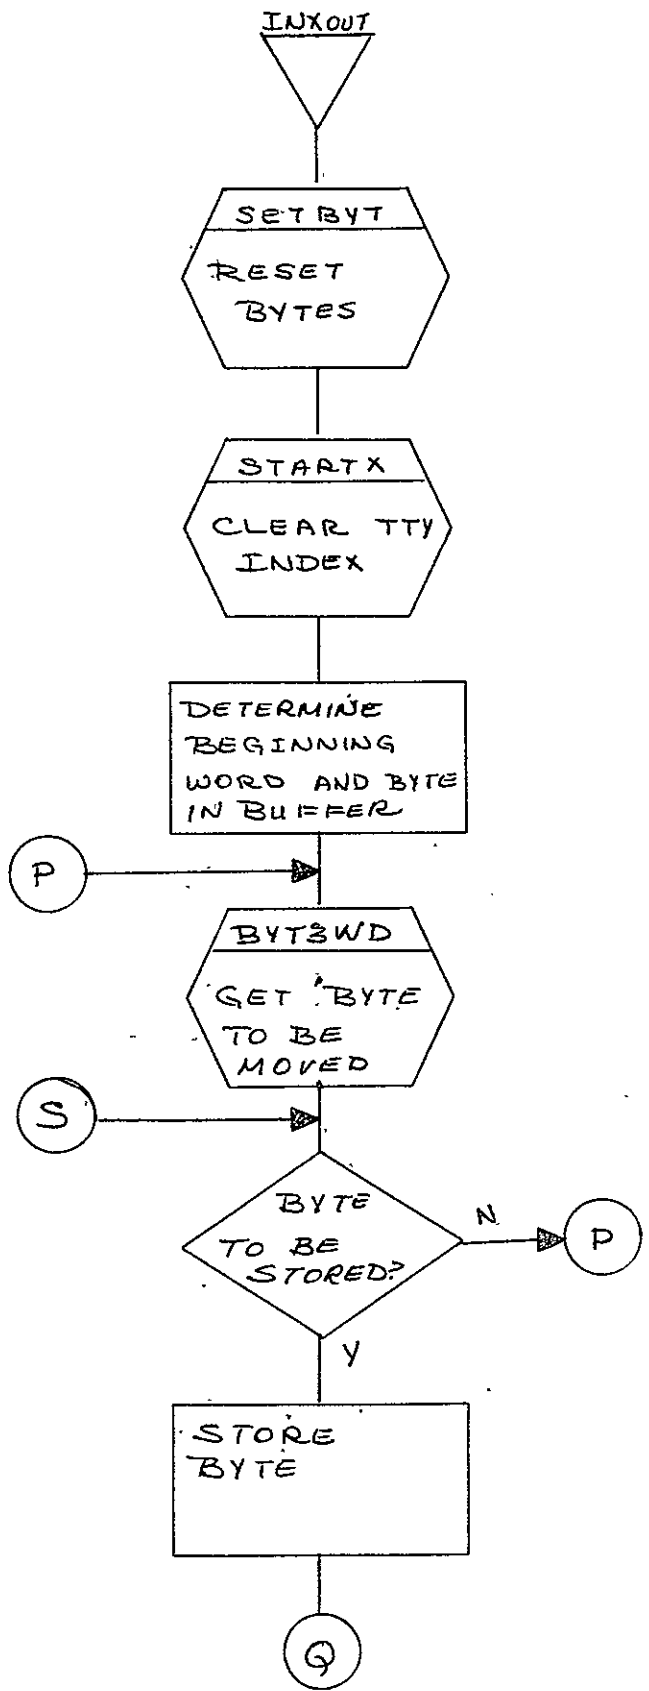 INXOUT
SETBYT
RESET
BYTES
STARTX
CLEAR TTY
INDEX
DETERMINE
BEGINNING
WORD AND BYTE
IN BUFFER
P
BYT3WD
GET BYTE
TO BE
MOVED
S
BYTE
TO BE
STORED?
N
P
Y
STORE
BYTE
Q